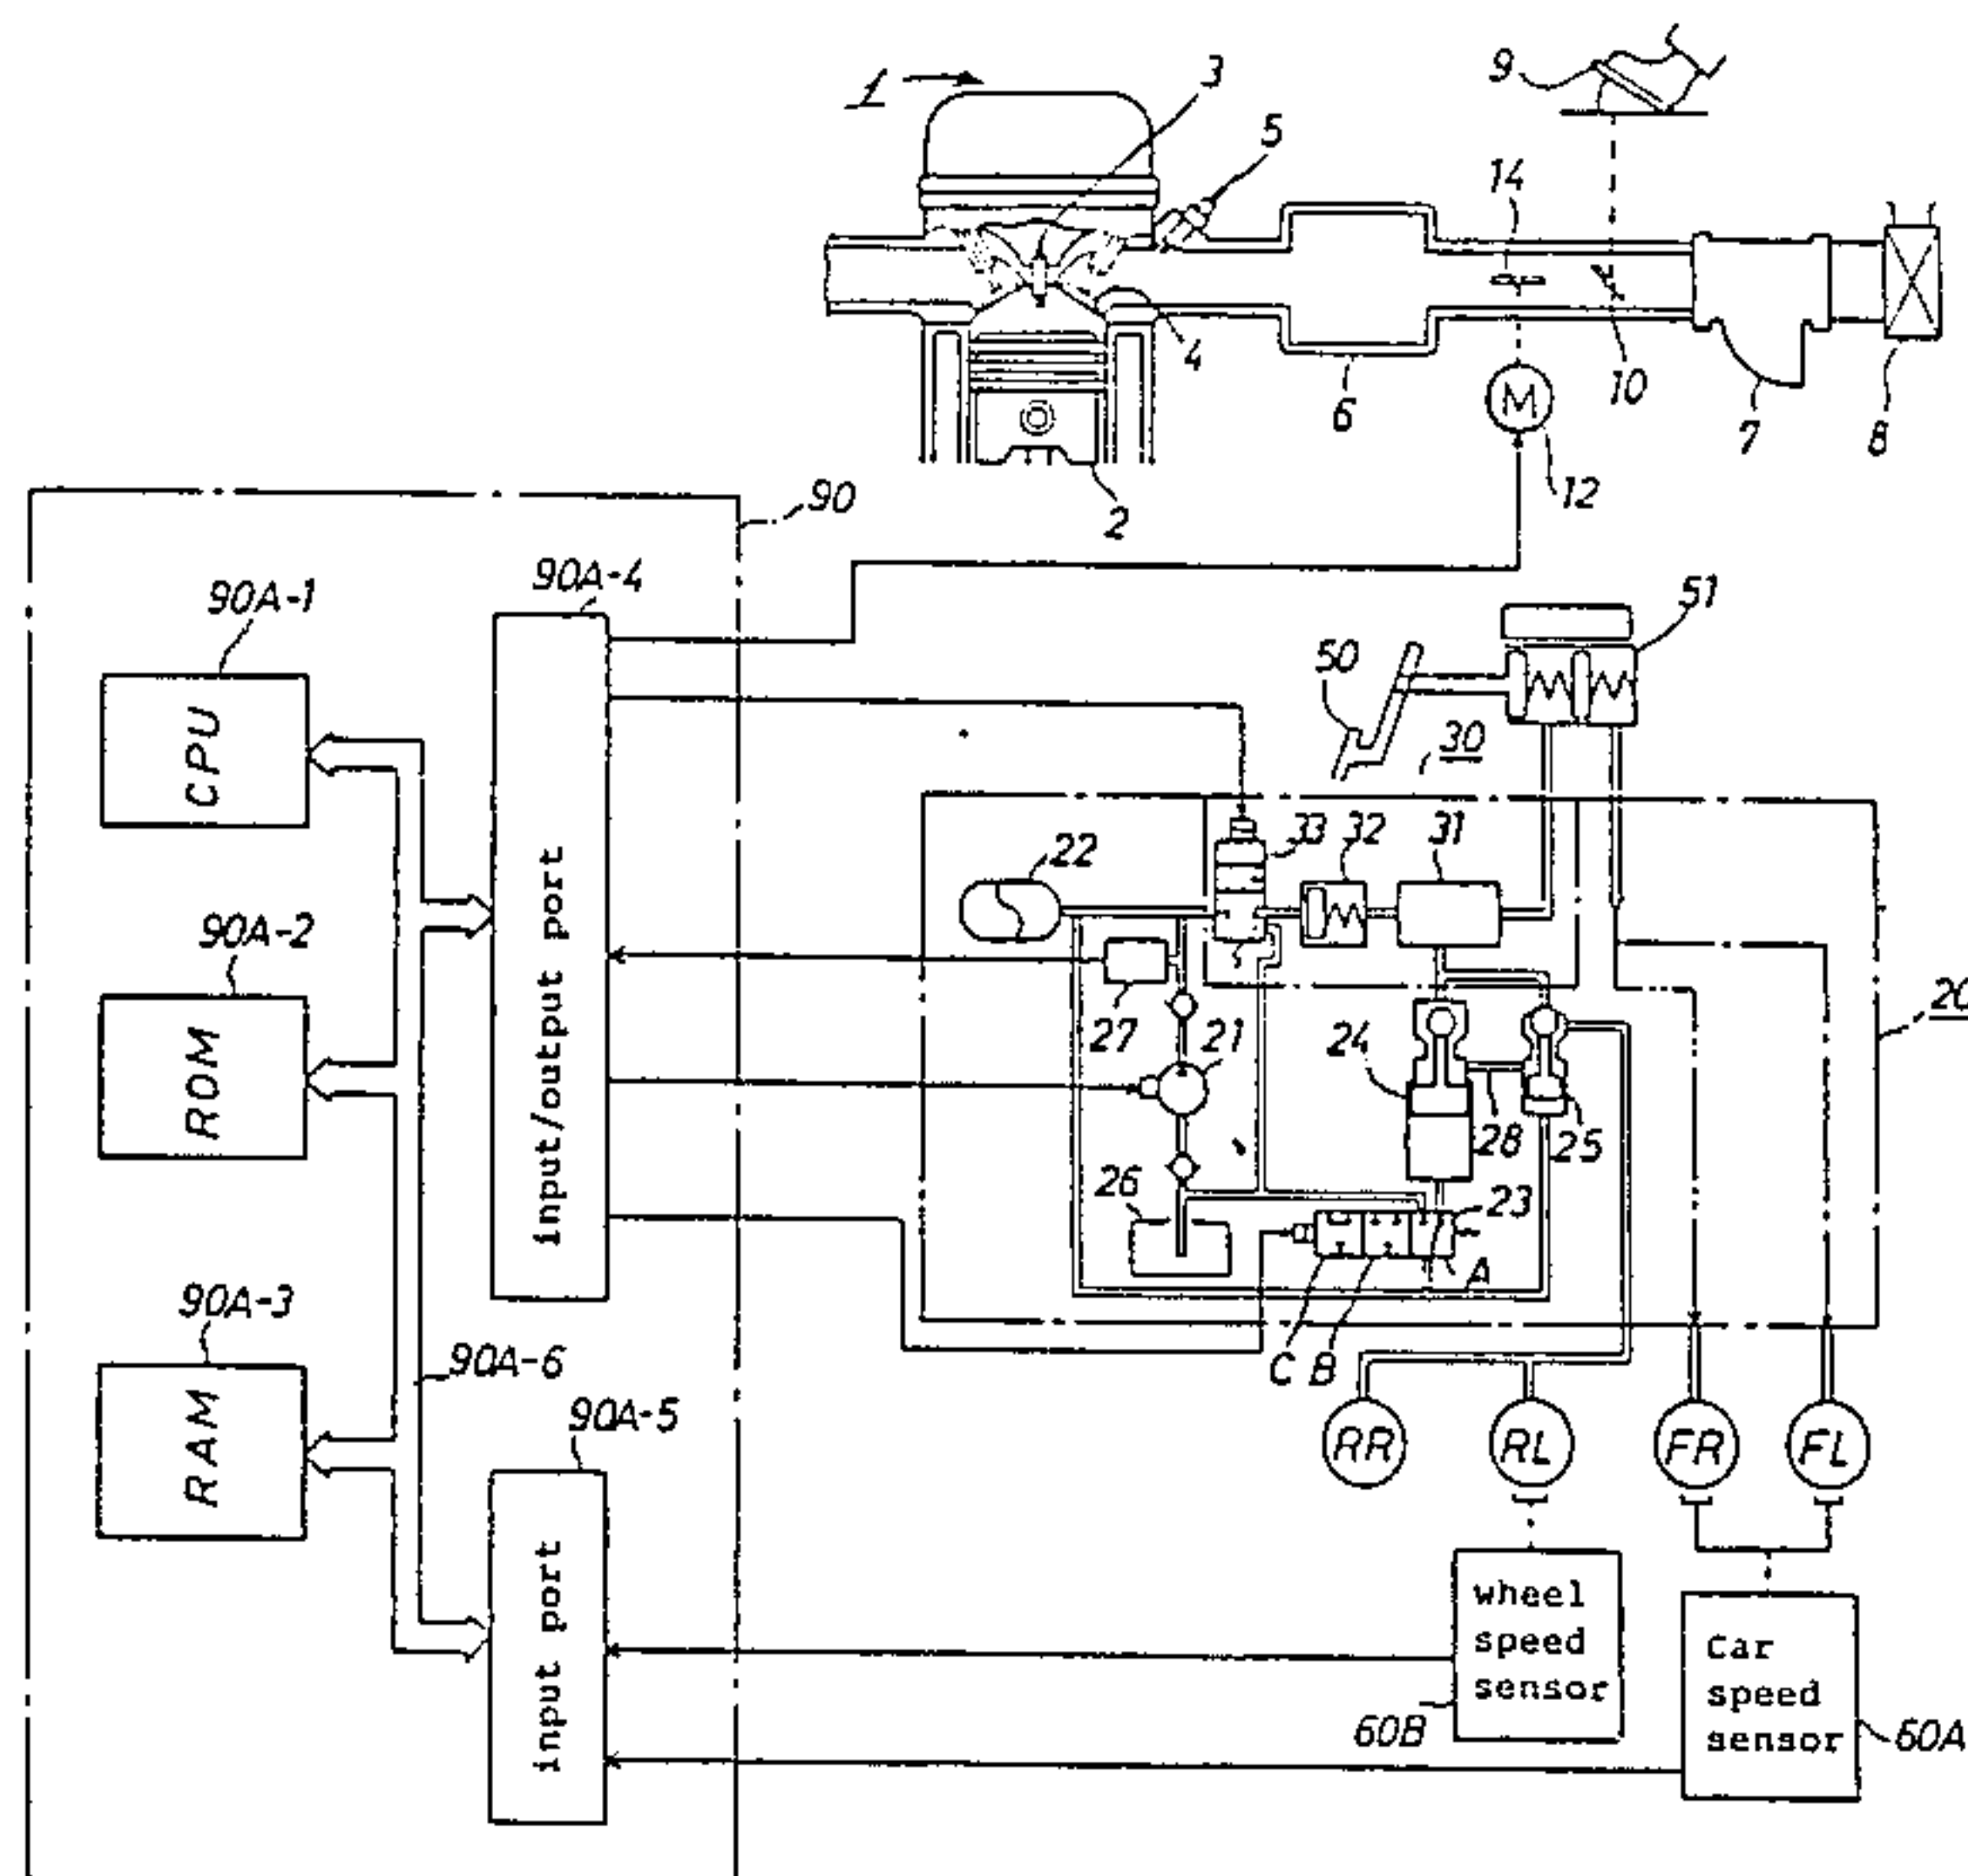 1
3
5
9
14
4
6
M
10
7
8
2
12
90
90A-4
90A-1
51
50
CPU
30
33
32
31
22
input/output port
90A-2
20
27
21
24
ROM
28
25
26
23
A
90A-3
90A-6
C B
RAM
90A-5
RR
RL
FR
FL
input port
wheel
speed
sensor
60B
Car
speed
sensor
60A